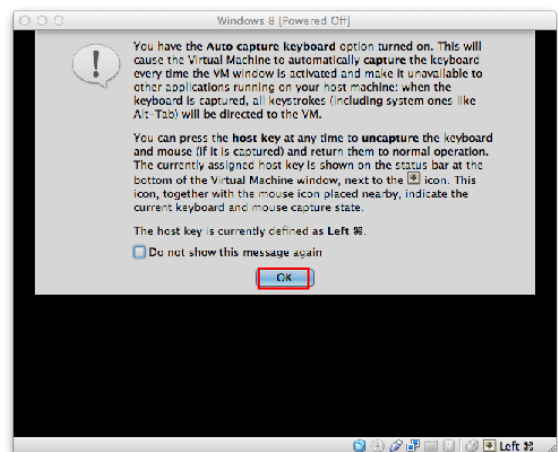 Windows 8 [Powered Off]
You have the Auto capture keyboard option turned on. This will
cause the Virtual Machine to automatically capture the keyboard
every time the VM window is activated and make it unavailable to
other applications running on your host machine: when the
keyboard is captured, all keystrokes (including system ones like
Alt-Tab) will be directed to the VM.
You can press the host key at any time to uncapture the keyboard
and mouse (if it is captured) and return them to normal operation.
The currently assigned host key is shown on the status bar at the
bottom of the Virtual Machine window, next to the icon. This
icon, together with the mouse icon placed nearby, indicate the
current keyboard and mouse capture state.
The host key is currently defined as Left ⌘.
Do not show this message again
OK
Left ⌘